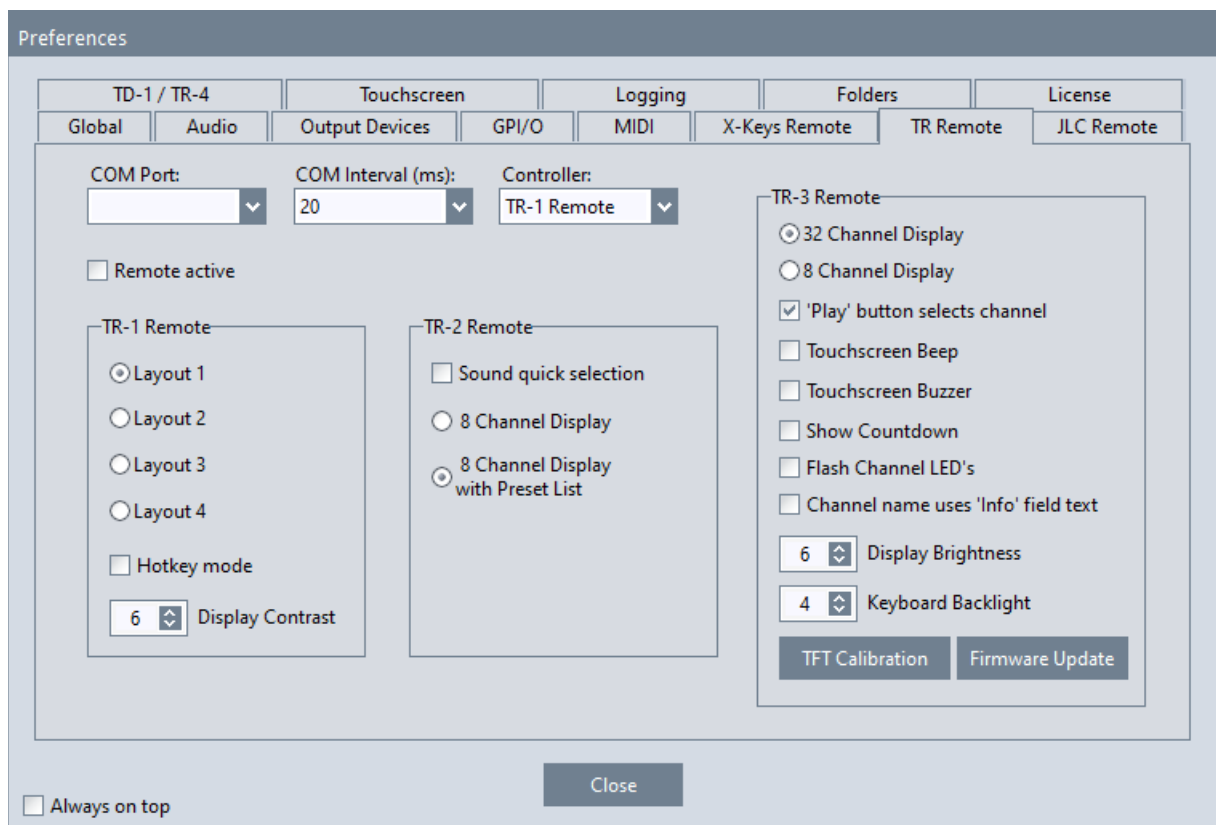 Preferences
TD-1 / TR-4
Touchscreen
Logging
Folders
License
Global
Audio
Output Devices
GPI/O
MIDI
X-Keys Remote
TR Remote
JLC Remote
COM Port:
COM Interval (ms):
20
Controller:
TR-1 Remote
Remote active
TR-1 Remote
Layout 1
Layout 2
Layout 3
Layout 4
Hotkey mode
6 Display Contrast
TR-2 Remote
Sound quick selection
8 Channel Display
8 Channel Display
with Preset List
TR-3 Remote
32 Channel Display
8 Channel Display
'Play' button selects channel
Touchscreen Beep
Touchscreen Buzzer
Show Countdown
Flash Channel LED's
Channel name uses 'Info' field text
6 Display Brightness
4 Keyboard Backlight
TFT Calibration
Firmware Update
Close
Always on top